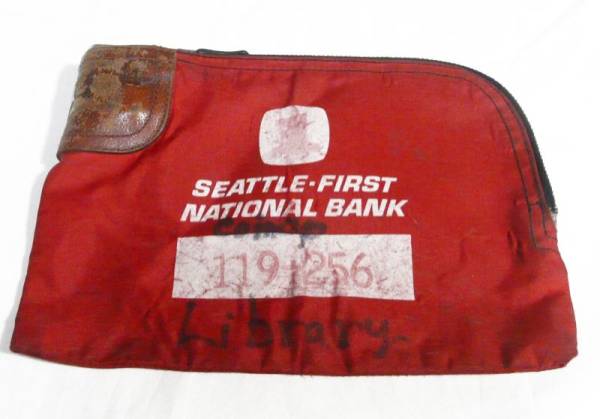 SEATTLE-FIRST
NATIONAL BANK
119-256
Library